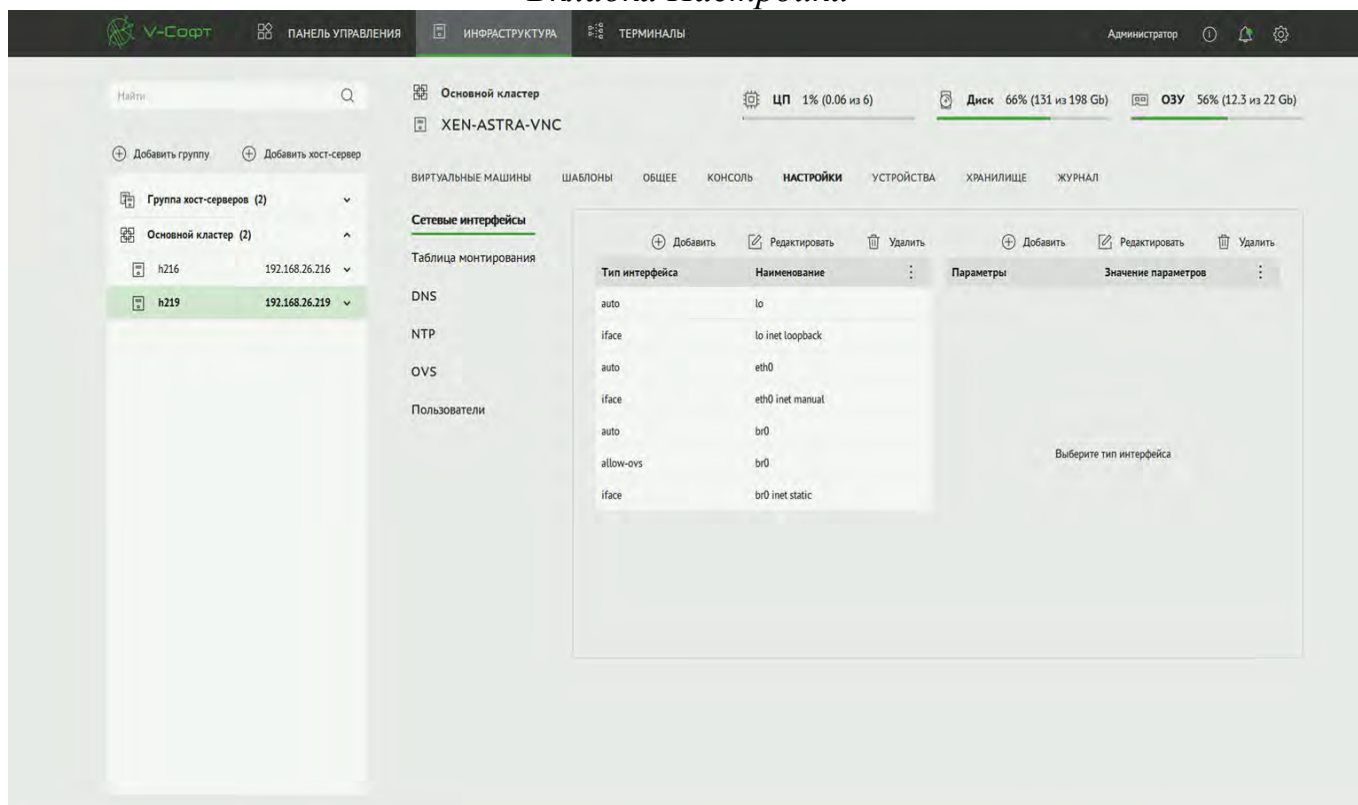 Вкладка Настройки
V-Софт ПАНЕЛЬ УПРАВЛЕНИЯ ИНФРАСТРУКТУРА ТЕРМИНАЛЫ Администратор
Найти
Основной кластер
ЦП 1% (0.06 из 6) Диск 66% (131 из 198 Gb) ОЗУ 56% (12.3 из 22 Gb)
XEN-ASTRA-VNC
Добавить группу Добавить хост-сервер
ВИРТУАЛЬНЫЕ МАШИНЫ ШАБЛОНЫ ОБЩЕЕ КОНСОЛЬ НАСТРОЙКИ УСТРОЙСТВА ХРАНИЛИЩЕ ЖУРНАЛ
Группа хост-серверов (2)
Основной кластер (2)
h216 192.168.26.216
h219 192.168.26.219
Сетевые интерфейсы
Таблица монтирования
DNS
NTP
OVS
Пользователи
Добавить Редактировать Удалить
Тип интерфейса Наименование
auto lo
iface lo inet loopback
auto eth0
iface eth0 inet manual
auto br0
allow-ovs br0
iface br0 inet static
Добавить Редактировать Удалить
Параметры Значение параметров
Выберите тип интерфейса